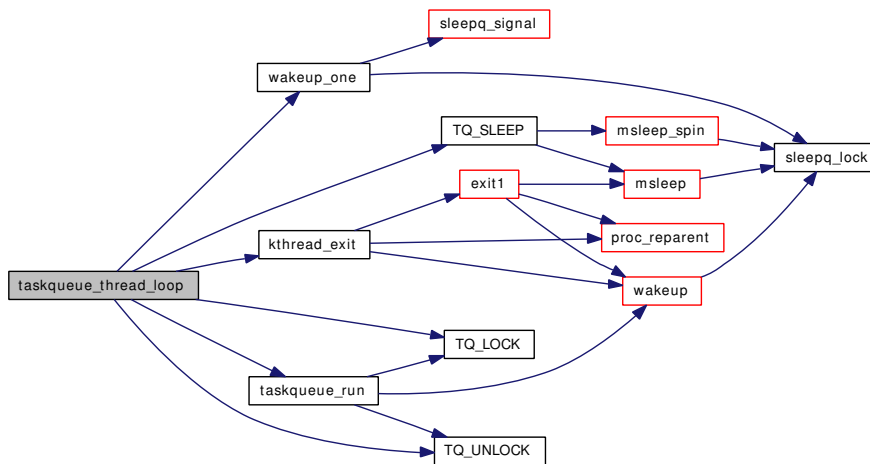 sleepq_signal
wakeup_one
TQ_SLEEP
msleep_spin
sleepq_lock
exit1
msleep
kthread_exit
proc_reparent
taskqueue_thread_loop
wakeup
TQ_LOCK
taskqueue_run
TQ_UNLOCK